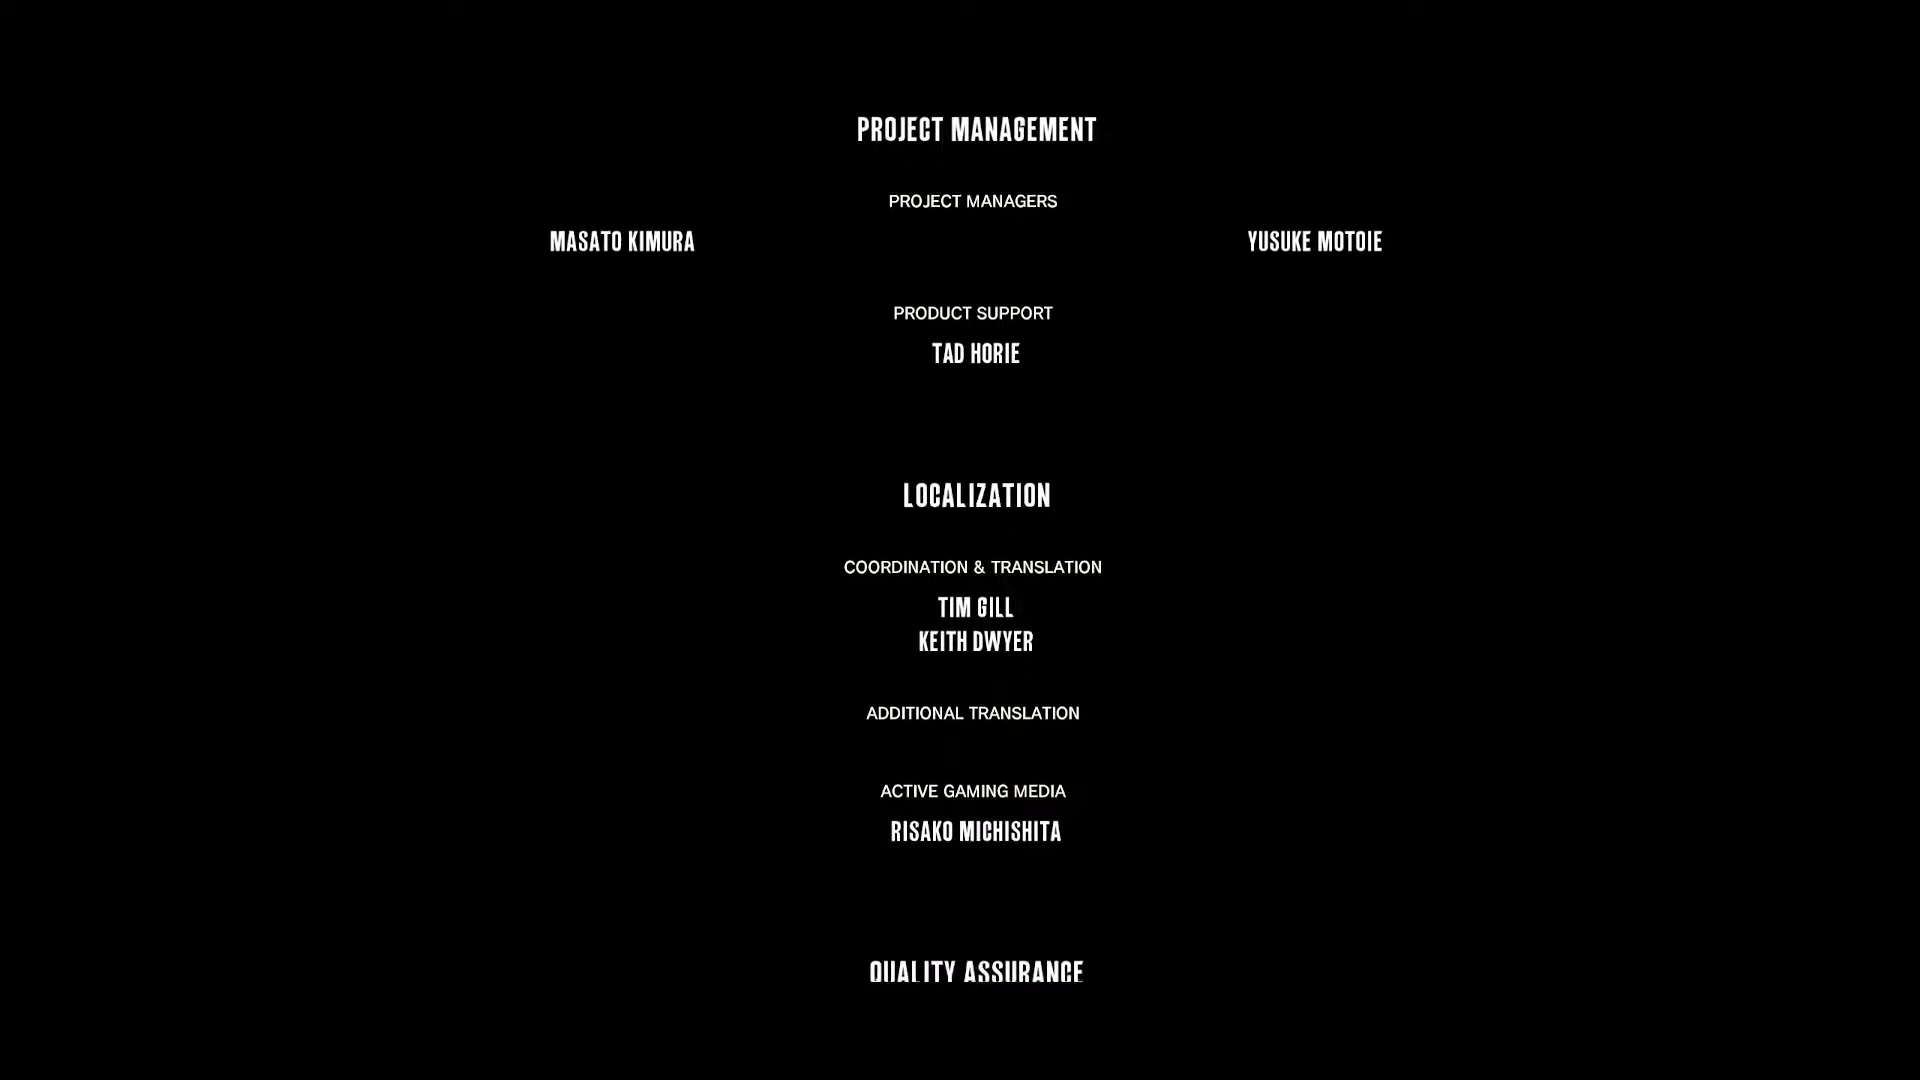 PROJECT MANAGEMENT
PROJECT MANAGERS
MASATO KIMURA YUSUKE MOTOIE
PRODUCT SUPPORT
TAD HORIE
LOCALIZATION
COORDINATION & TRANSLATION
TIM GILL
KEITH DWYER
ADDITIONAL TRANSLATION
ACTIVE GAMING MEDIA
RISAKO MICHISHITA
QUALITY ASSURANCE